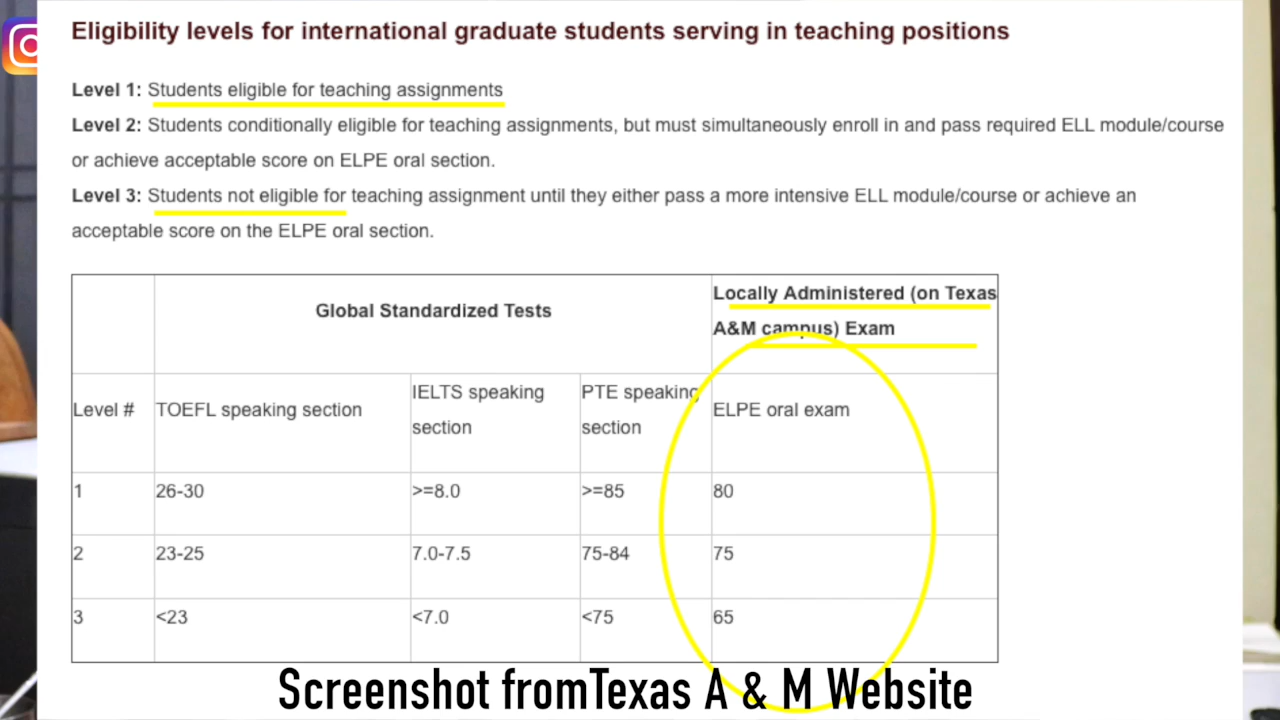 Eligibility levels for international graduate students serving in teaching positions
Level 1: Students eligible for teaching assignments
Level 2: Students conditionally eligible for teaching assignments, but must simultaneously enroll in and pass required ELL module/course
or achieve acceptable score on ELPE oral section.
Level 3: Students not eligible for teaching assignment until they either pass a more intensive ELL module/course or achieve an
acceptable score on the ELPE oral section.
Global Standardized Tests
Locally Administered (on Texas
A&M campus) Exam
Level #
TOEFL speaking section
IELTS speaking
section
PTE speaking
section
ELPE oral exam
1 26-30 >=8.0 >=85 80
2 23-25 7.0-7.5 75-84 75
3 <23 <7.0 <75 65
Screenshot fromTexas A & M Website